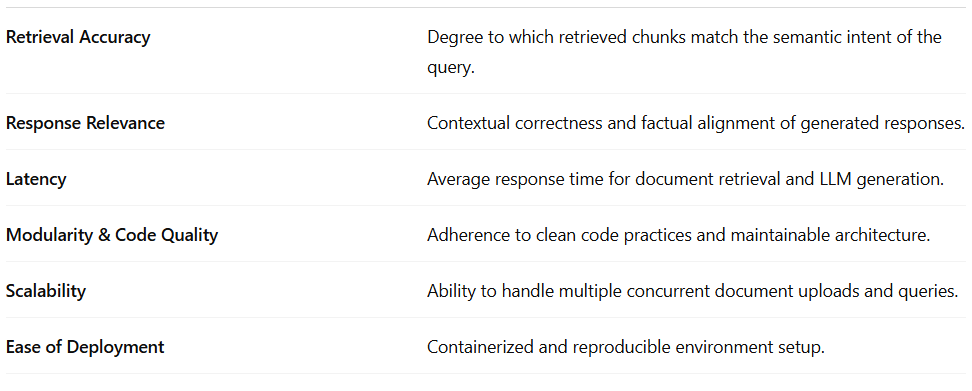 Retrieval Accuracy
Degree to which retrieved chunks match the semantic intent of the
query.
Response Relevance
Contextual correctness and factual alignment of generated responses.
Latency
Average response time for document retrieval and LLM generation.
Modularity & Code Quality
Adherence to clean code practices and maintainable architecture.
Scalability
Ability to handle multiple concurrent document uploads and queries.
Ease of Deployment
Containerized and reproducible environment setup.